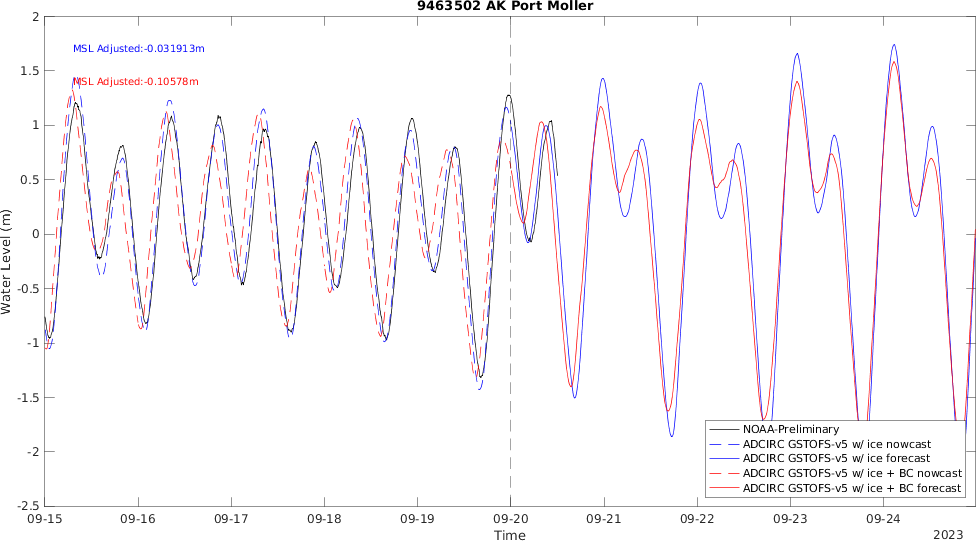 9463502 AK Port Moller
MSL Adjusted:-0.031913m
MSL Adjusted:-0.10578m
Water Level (m)
2
1.5
1
0.5
0
-0.5
-1
-1.5
-2
-2.5
NOAA-Preliminary
ADCIRC GSTOFS-v5 w/ ice nowcast
ADCIRC GSTOFS-v5 w/ ice forecast
ADCIRC GSTOFS-v5 w/ ice + BC nowcast
ADCIRC GSTOFS-v5 w/ ice + BC forecast
09-15 09-16 09-17 09-18 09-19 09-20 09-21 09-22 09-23 09-24
Time
2023